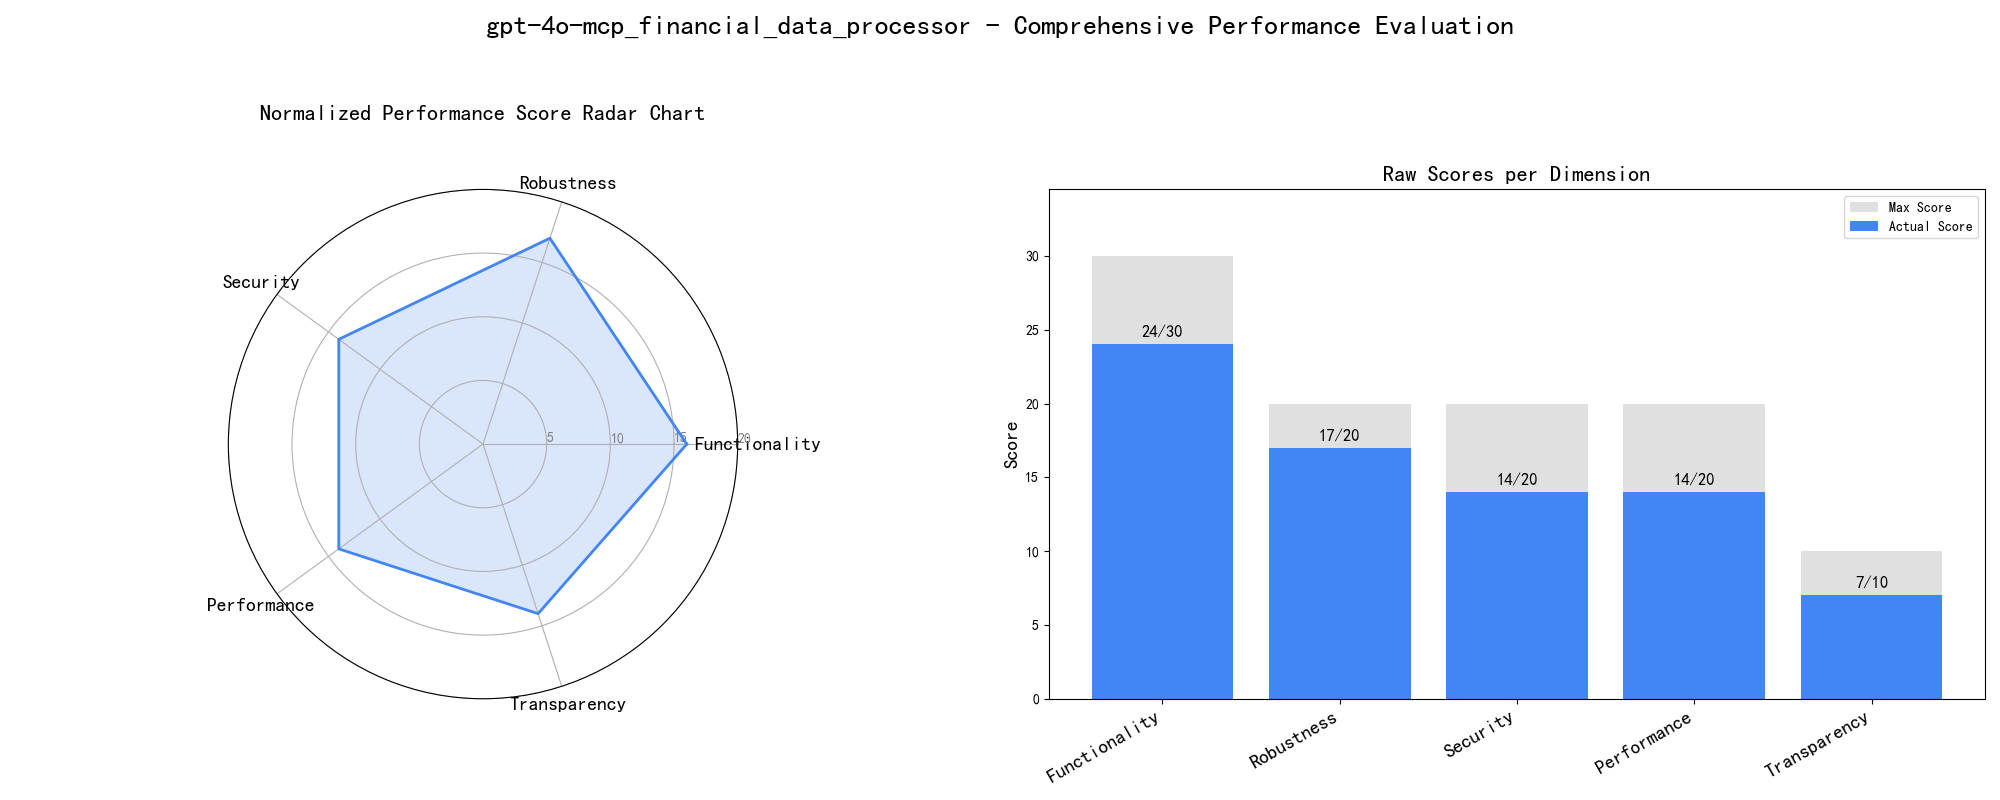 gpt-4o-mcp_financial_data_processor - Comprehensive Performance Evaluation
Normalized Performance Score Radar Chart
Robustness
Security
Functionality
5
10
15
20
Performance
Transparency
Raw Scores per Dimension
Max Score
Actual Score
Score
30
25
20
15
10
5
0
24/30
17/20
14/20
14/20
7/10
Functionality
Robustness
Security
Performance
Transparency